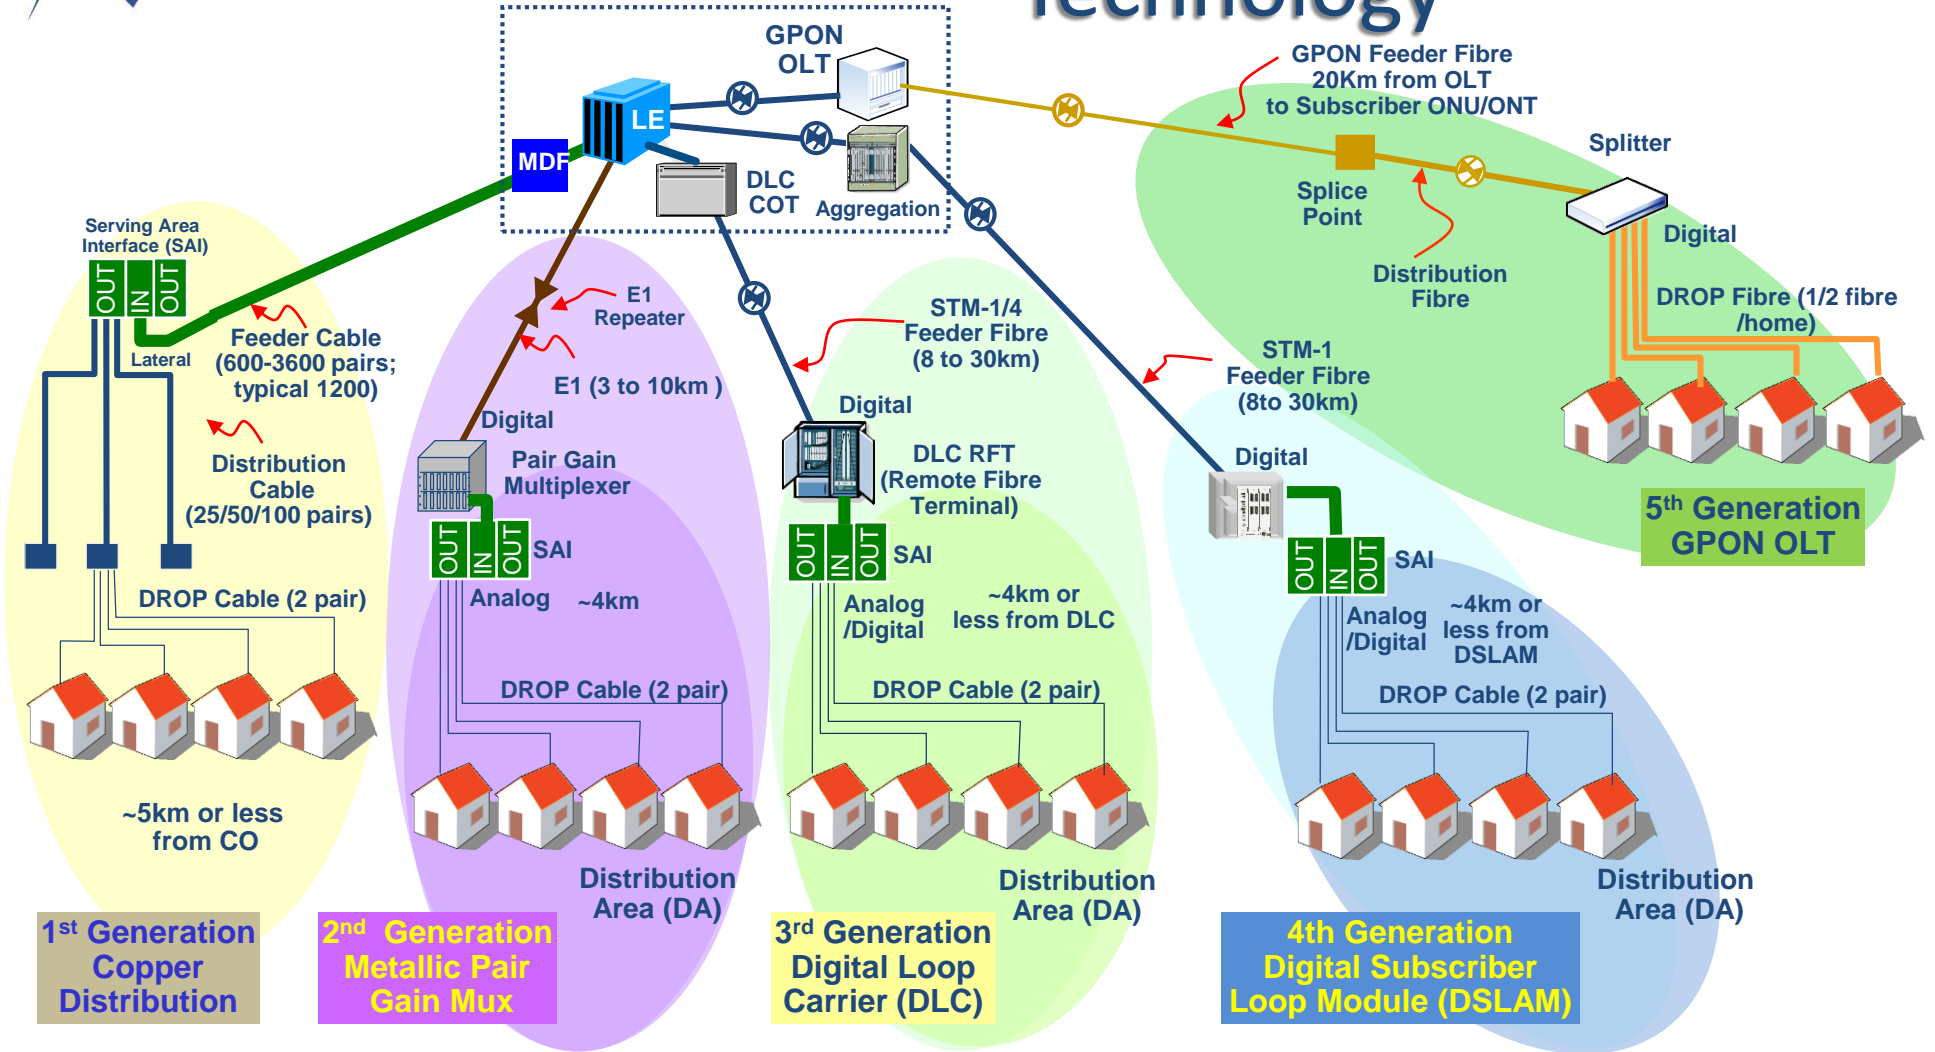 Technology
GPON
OLT
LE
MDF
DLC
COT
Aggregation
GPON Feeder Fibre
20Km from OLT
to Subscriber ONU/ONT
Splitter
Splice
Point
Digital
Distribution
Fibre
DROP Fibre (1/2 fibre
/home)
5th Generation
GPON OLT
Serving Area
Interface (SAI)
OUT
IN
OUT
Lateral
Feeder Cable
(600-3600 pairs;
typical 1200)
Distribution
Cable
(25/50/100 pairs)
DROP Cable (2 pair)
~5km or less
from CO
1st Generation
Copper
Distribution
E1
Repeater
E1 (3 to 10km )
Digital
Pair Gain
Multiplexer
OUT
IN
OUT
SAI
Analog
~4km
DROP Cable (2 pair)
Distribution
Area (DA)
2nd Generation
Metallic Pair
Gain Mux
STM-1/4
Feeder Fibre
(8 to 30km)
Digital
DLC RFT
(Remote Fibre
Terminal)
OUT
IN
OUT
SAI
Analog
/Digital
~4km or
less from DLC
DROP Cable (2 pair)
Distribution
Area (DA)
3rd Generation
Digital Loop
Carrier (DLC)
STM-1
Feeder Fibre
(8to 30km)
Digital
OUT
IN
OUT
SAI
Analog
/Digital
~4km or
less from
DSLAM
DROP Cable (2 pair)
Distribution
Area (DA)
4th Generation
Digital Subscriber
Loop Module (DSLAM)